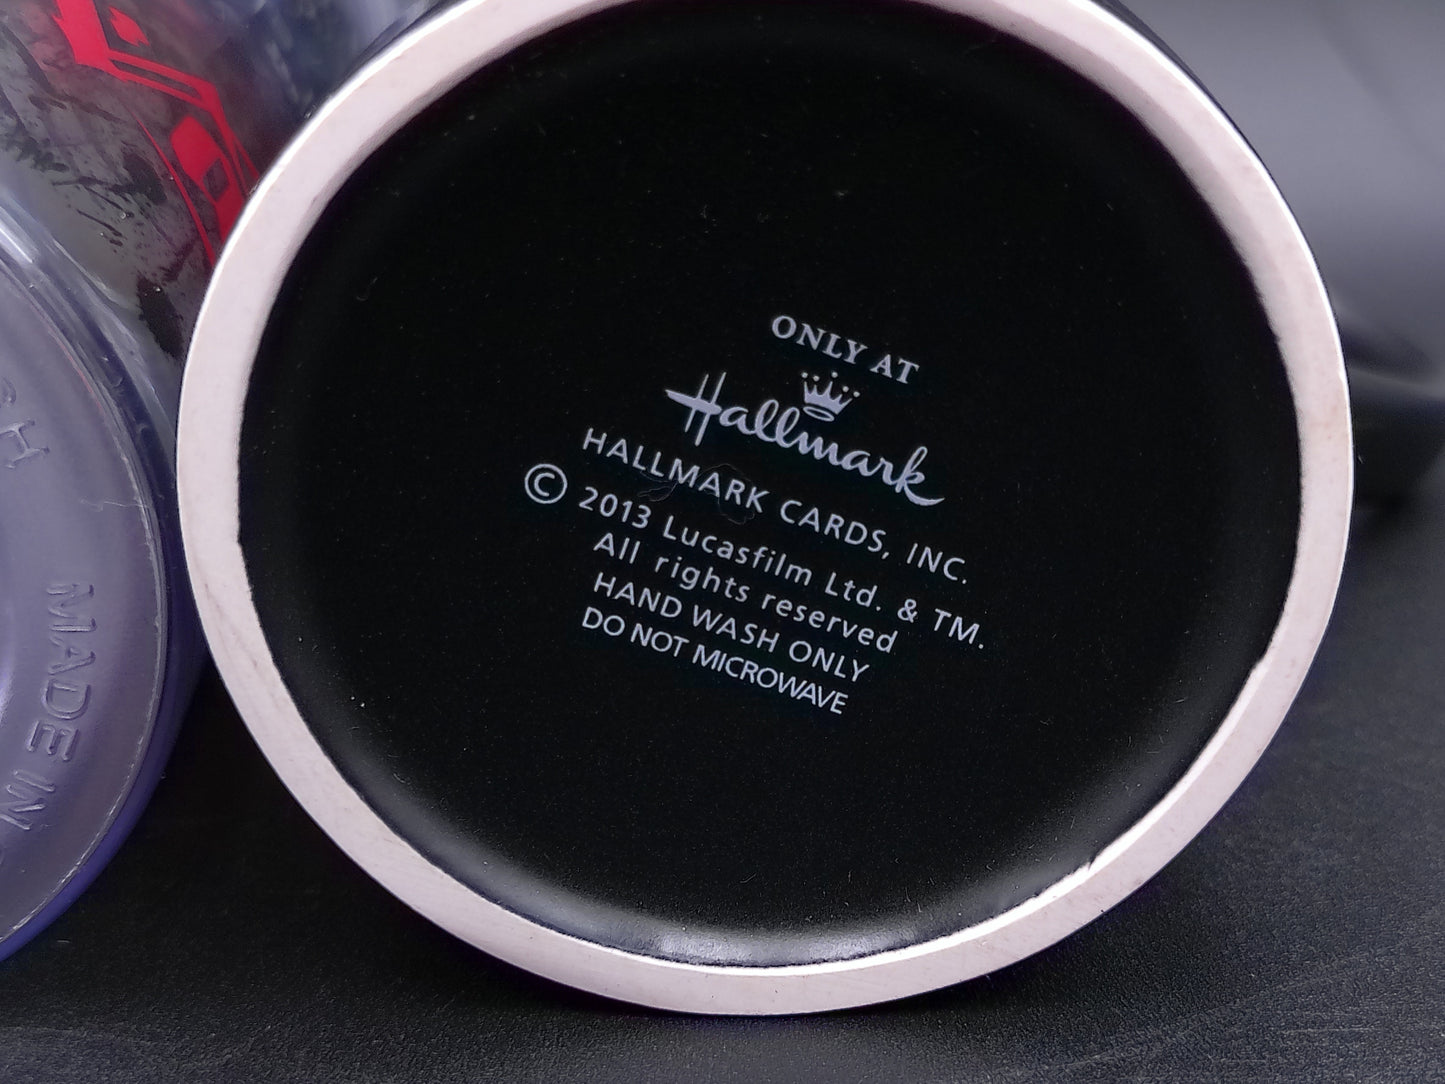 ONLY AT
Hallmark
HALLMARK CARDS, INC.
© 2013 Lucasfilm Ltd. & TM.
All rights reserved
HAND WASH ONLY
DO NOT MICROWAVE
MADE IN